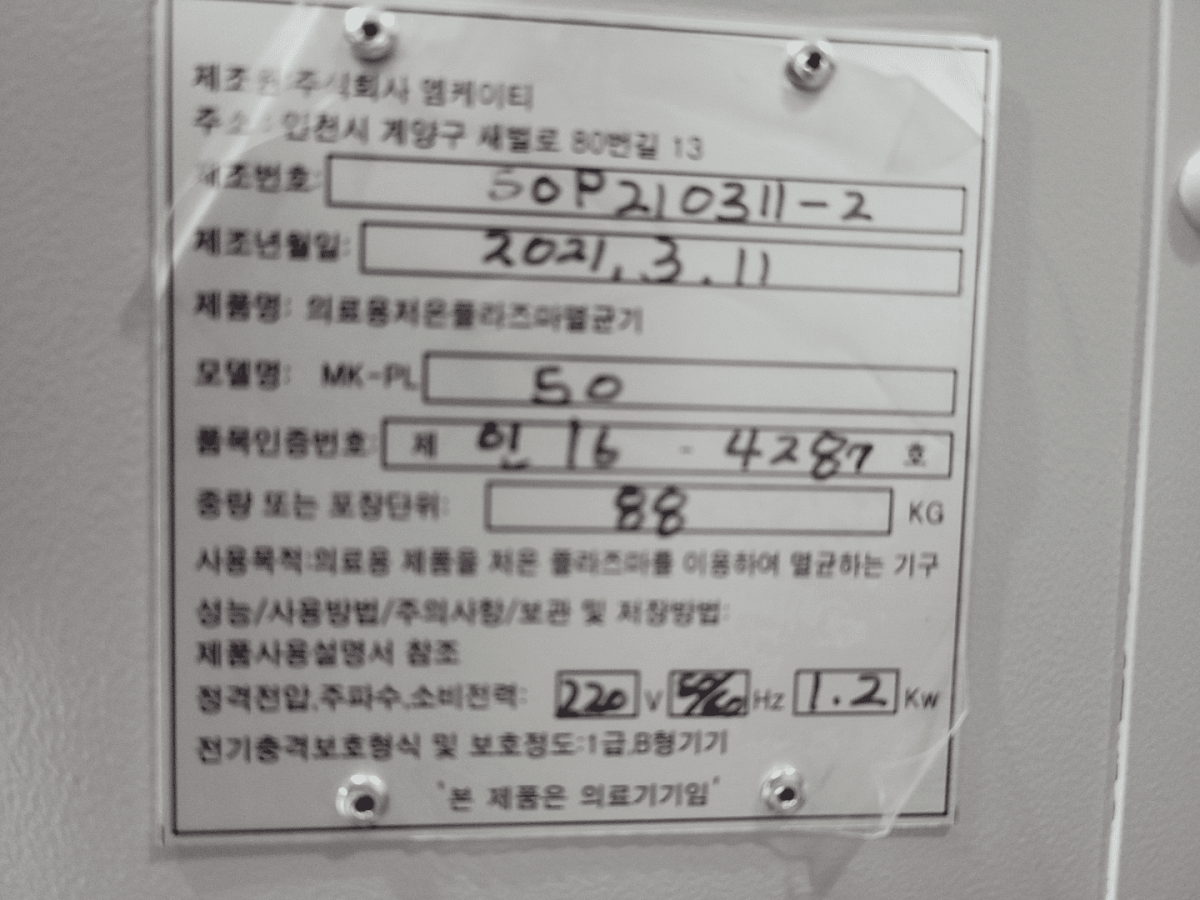 제조원:주식회사 엠케이티
주소 : 인천시 계양구 새벌로 80번길 13
제조번호: 50P210311-2
제조년월일: 2021.3.11
제품명: 의료용저온플라즈마멸균기
모델명: MK-PL 50
품목인증번호: 제 인 16 - 4287 호
중량 또는 포장단위: 88 KG
사용목적:의료용 제품을 저온 플라즈마를 이용하여 멸균하는 기구
성능/사용방법/주의사항/보관 및 저장방법:
제품사용설명서 참조
정격전압,주파수,소비전력: 220 V 50/60 Hz 1.2 Kw
전기충격보호형식 및 보호정도:1급,B형기기
"본 제품은 의료기기임"